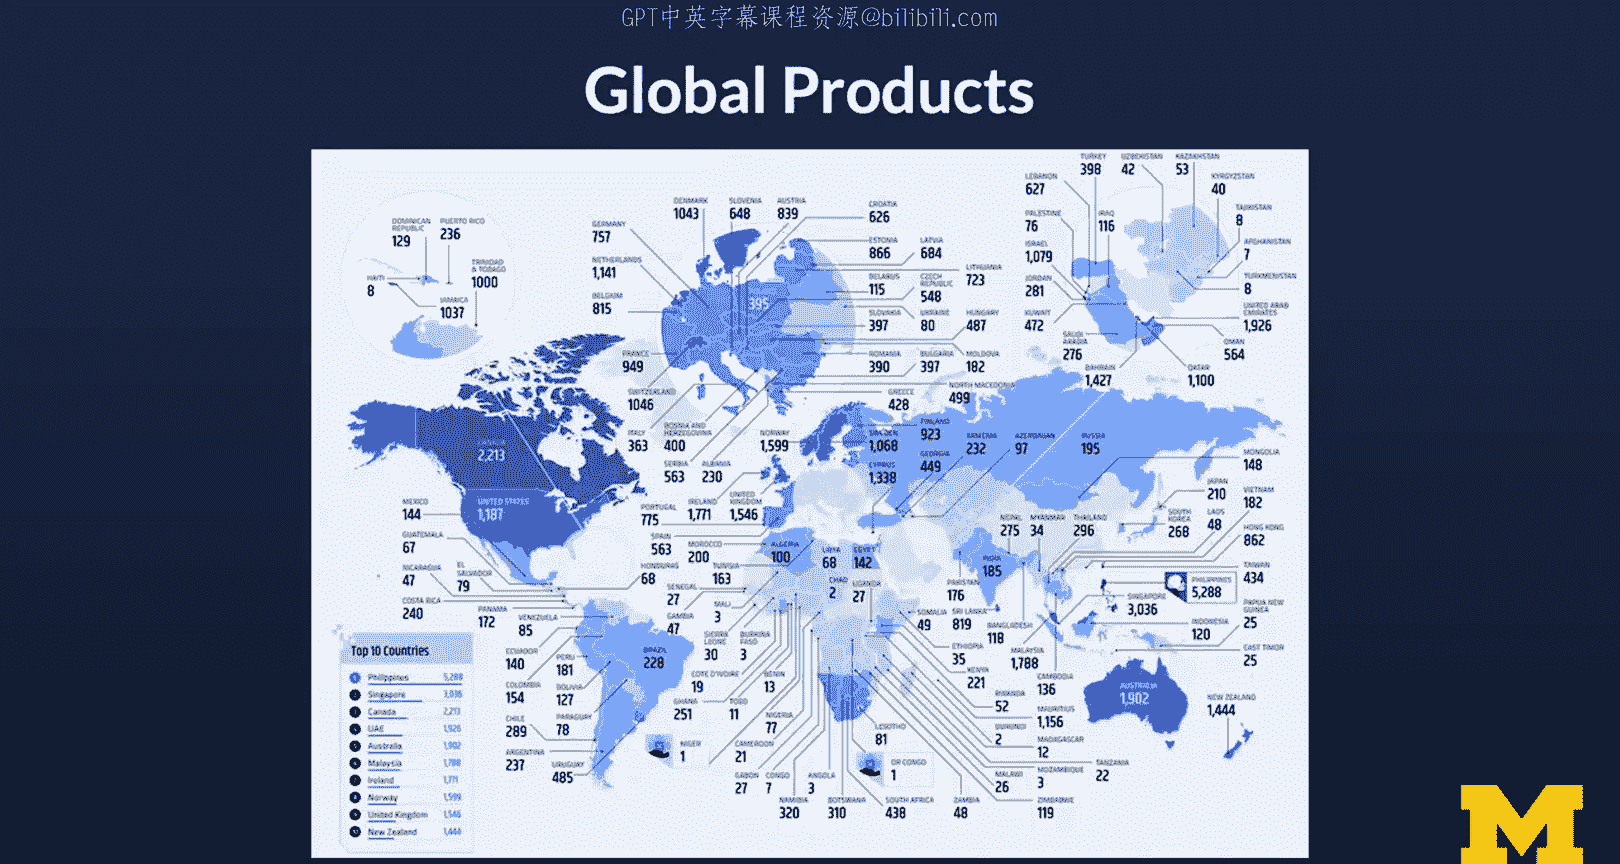 GPT中英字幕课程资源@bilibili.com
Global Products
DOMINICAN REPUBLIC
129
PUERTO RICO
236
TRINIDAD & TOBAGO
1000
HAITI
8
JAMAICA
1037
GERMANY
757
NETHERLANDS
1,141
BELGIUM
815
FRANCE
949
SWITZERLAND
1046
ITALY
363
BOSNIA AND HERZEGOVINA
400
SERBIA
563
ALBANIA
230
DENMARK
1043
SLOVENIA
648
AUSTRIA
839
CROATIA
626
ESTONIA
866
LATVIA
684
LITHUANIA
723
BELARUS
115
CZECH REPUBLIC
548
SLOVAKIA
397
UKRAINE
80
HUNGARY
487
ROMANIA
390
BULGARIA
397
MOLDOVA
182
GREECE
428
NORTH MACEDONIA
499
395
LEBANON
627
TURKEY
398
UZBEKISTAN
42
KAZAKHSTAN
53
KYRGYZSTAN
40
TAJIKISTAN
8
AFGHANISTAN
7
TURKMENISTAN
8
UNITED ARAB EMIRATES
1,926
OMAN
564
QATAR
1,100
BAHRAIN
1,427
SAUDI ARABIA
276
KUWAIT
472
JORDAN
281
ISRAEL
1,079
PALESTINE
76
IRAQ
116
2,213
UNITED STATES
1,187
MEXICO
144
GUATEMALA
67
NICARAGUA
47
EL SALVADOR
79
COSTA RICA
240
PANAMA
172
HONDURAS
68
VENEZUELA
85
ECUADOR
140
PERU
181
COLOMBIA
154
BOLIVIA
127
CHILE
289
PARAGUAY
78
ARGENTINA
237
URUGUAY
485
BRAZIL
228
NORWAY
1,599
SWEDEN
1,068
FINLAND
923
CYPRUS
1,338
GEORGIA
449
ARMENIA
232
AZERBAIJAN
97
RUSSIA
195
MONGOLIA
148
PORTUGAL
775
IRELAND
1,771
UNITED KINGDOM
1,546
SPAIN
563
MOROCCO
200
ALGERIA
100
LIBYA
68
EGYPT
142
TUNISIA
163
SENEGAL
27
GAMBIA
47
MALI
3
CHAD
2
UGANDA
27
SIERRA LEONE
30
BURKINA FASO
3
COTE D'IVOIRE
19
BENIN
13
GHANA
251
TOGO
11
NIGERIA
77
NIGER
1
CAMEROON
21
GABON
27
CONGO
7
ANGOLA
3
NAMIBIA
320
BOTSWANA
310
SOUTH AFRICA
438
LESOTHO
81
DR CONGO
1
ZAMBIA
48
ZIMBABWE
119
MALAWI
26
MOZAMBIQUE
3
TANZANIA
22
MADAGASCAR
12
BURUNDI
2
MAURITIUS
1,156
RWANDA
52
KENYA
221
ETHIOPIA
35
SOMALIA
49
PAKISTAN
176
INDIA
185
SRI LANKA
819
BANGLADESH
118
NEPAL
275
MYANMAR
34
THAILAND
296
MALAYSIA
1,788
CAMBODIA
136
SINGAPORE
3,036
JAPAN
210
SOUTH KOREA
268
VIETNAM
182
LAOS
48
HONG KONG
862
TAIWAN
434
PHILIPPINES
5,288
PAPUA NEW GUINEA
25
INDONESIA
120
EAST TIMOR
25
AUSTRALIA
1,902
NEW ZEALAND
1,444
Top 10 Countries
Philippines 5,288
Singapore 3,036
Canada 2,213
UAE 1,926
Australia 1,902
Malaysia 1,788
Ireland 1,771
Norway 1,599
United Kingdom 1,546
New Zealand 1,444
M